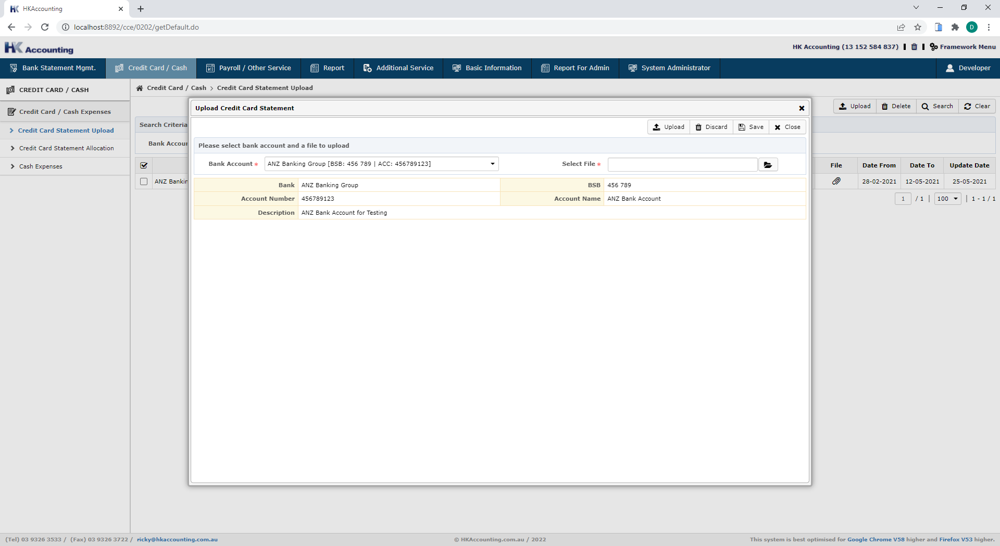 HKAccounting
localhost:8892/cce/0202/getDefault.do
D
HK Accounting
HK Accounting (13 152 584 837)
Framework Menu
Bank Statement Mgmt.
Credit Card / Cash
Payroll / Other Service
Report
Additional Service
Basic Information
Report For Admin
System Administrator
Developer
CREDIT CARD / CASH
Credit Card / Cash > Credit Card Statement Upload
Credit Card / Cash Expenses
Credit Card Statement Upload
Credit Card Statement Allocation
Cash Expenses
Upload
Delete
Search
Clear
Search Criteria
Bank Accour
ANZ Bankin
File
Date From
Date To
Update Date
28-02-2021
12-05-2021
25-05-2021
1 / 1 | 100 | 1 - 1 / 1
Upload Credit Card Statement
Upload
Discard
Save
Close
Please select bank account and a file to upload
Bank Account * ANZ Banking Group [BSB: 456 789 | ACC: 456789123]
Select File *
Bank ANZ Banking Group
BSB 456 789
Account Number 456789123
Account Name ANZ Bank Account
Description ANZ Bank Account for Testing
(Tel) 03 9326 3533 / (Fax) 03 9326 3722 / ricky@hkaccounting.com.au
© HKAccounting.com.au / 2022
This system is best optimised for Google Chrome V58 higher and Firefox V53 higher.